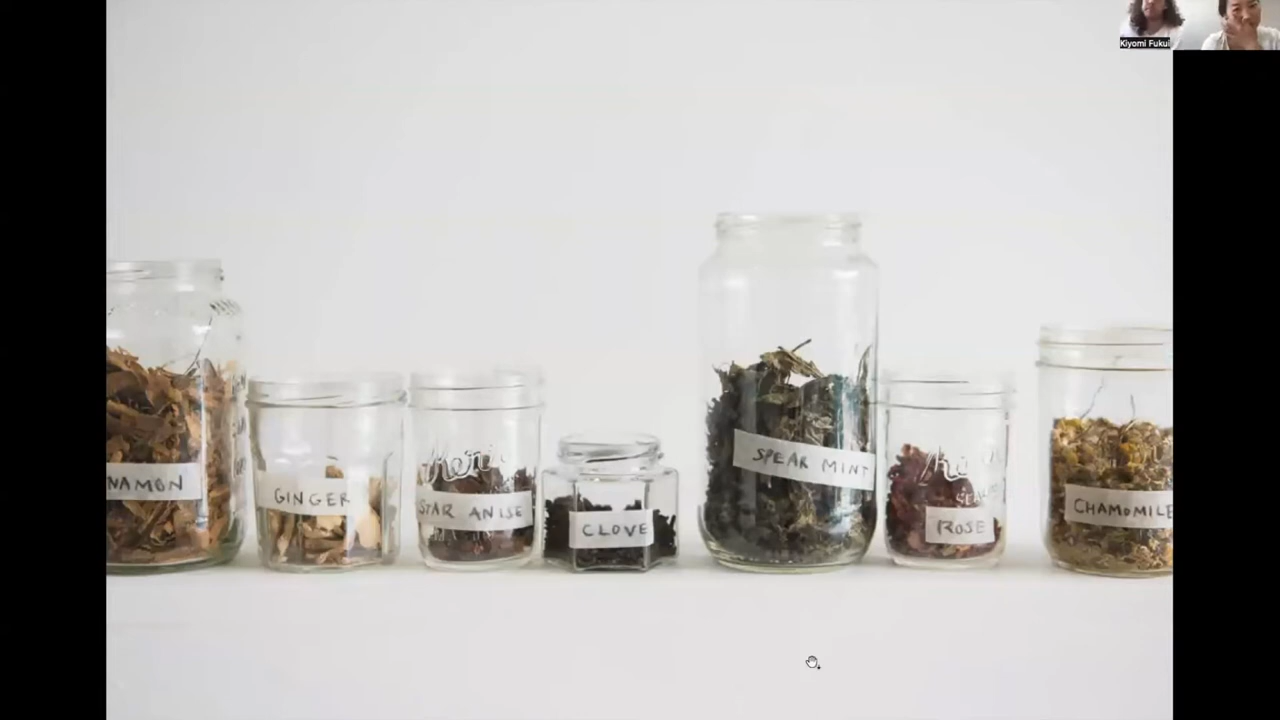 Kiyomi Fukui
NAMON
GINGER
STAR ANISE
CLOVE
SPEAR MINT
ROSE
CHAMOMILE